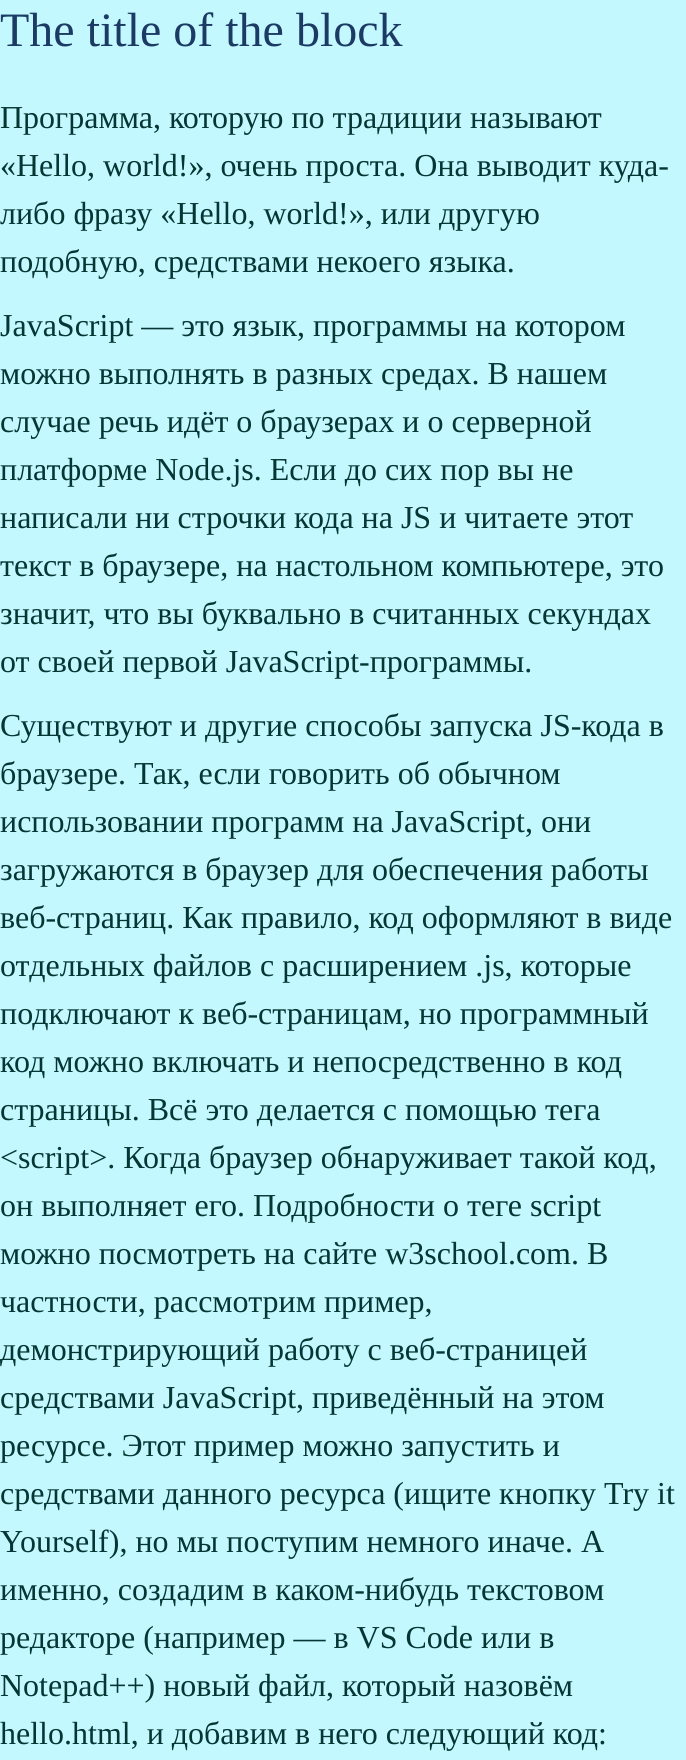 The title of the block
Программа, которую по традиции называют
«Hello, world!», очень проста. Она выводит куда-
либо фразу «Hello, world!», или другую
подобную, средствами некоего языка.
JavaScript — это язык, программы на котором
можно выполнять в разных средах. В нашем
случае речь идёт о браузерах и о серверной
платформе Node.js. Если до сих пор вы не
написали ни строчки кода на JS и читаете этот
текст в браузере, на настольном компьютере, это
значит, что вы буквально в считанных секундах
от своей первой JavaScript-программы.
Существуют и другие способы запуска JS-кода в
браузере. Так, если говорить об обычном
использовании программ на JavaScript, они
загружаются в браузер для обеспечения работы
веб-страниц. Как правило, код оформляют в виде
отдельных файлов с расширением .js, которые
подключают к веб-страницам, но программный
код можно включать и непосредственно в код
страницы. Всё это делается с помощью тега
<script>. Когда браузер обнаруживает такой код,
он выполняет его. Подробности о теге script
можно посмотреть на сайте w3school.com. В
частности, рассмотрим пример,
демонстрирующий работу с веб-страницей
средствами JavaScript, приведённый на этом
ресурсе. Этот пример можно запустить и
средствами данного ресурса (ищите кнопку Try it
Yourself), но мы поступим немного иначе. А
именно, создадим в каком-нибудь текстовом
редакторе (например — в VS Code или в
Notepad++) новый файл, который назовём
hello.html, и добавим в него следующий код: